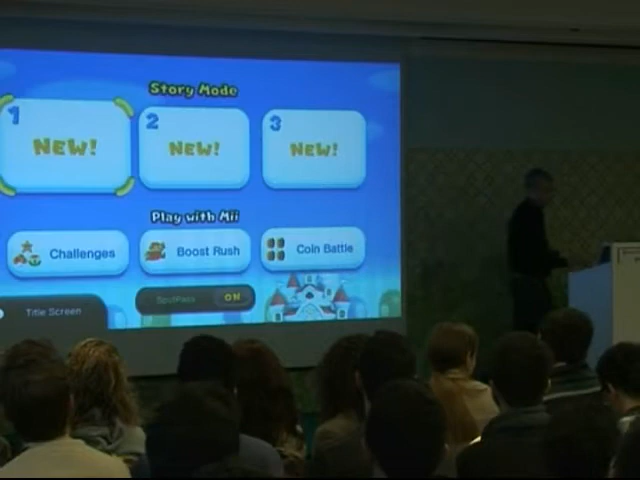 Story Mode
1
NEW!
2
NEW!
3
NEW!
Play with Mii
Challenges
Boost Rush
Coin Battle
Title Screen
SpotPass
ON